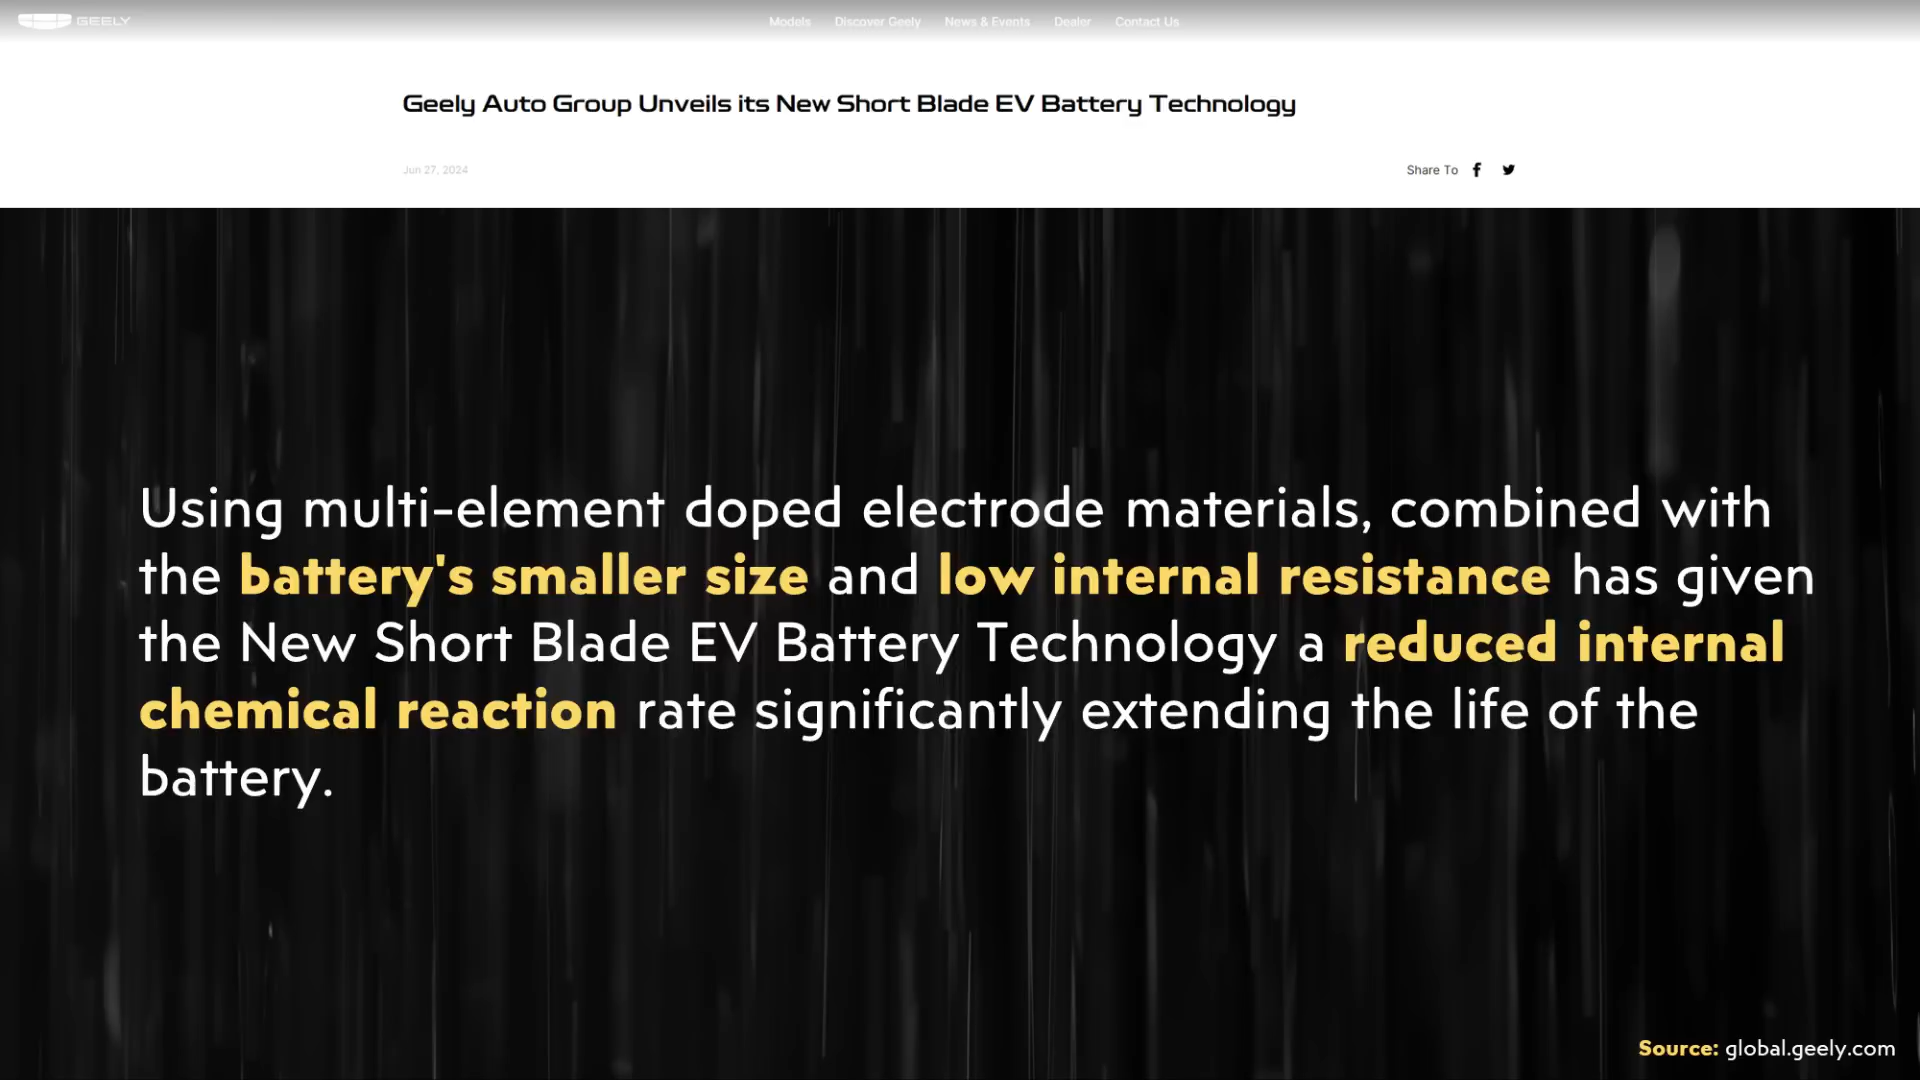 GEELY
Models Discover Geely News & Events Dealer Contact Us
Geely Auto Group Unveils its New Short Blade EV Battery Technology
Jun 27, 2024
Share To
Using multi-element doped electrode materials, combined with
the battery's smaller size and low internal resistance has given
the New Short Blade EV Battery Technology a reduced internal
chemical reaction rate significantly extending the life of the
battery.
Source: global.geely.com